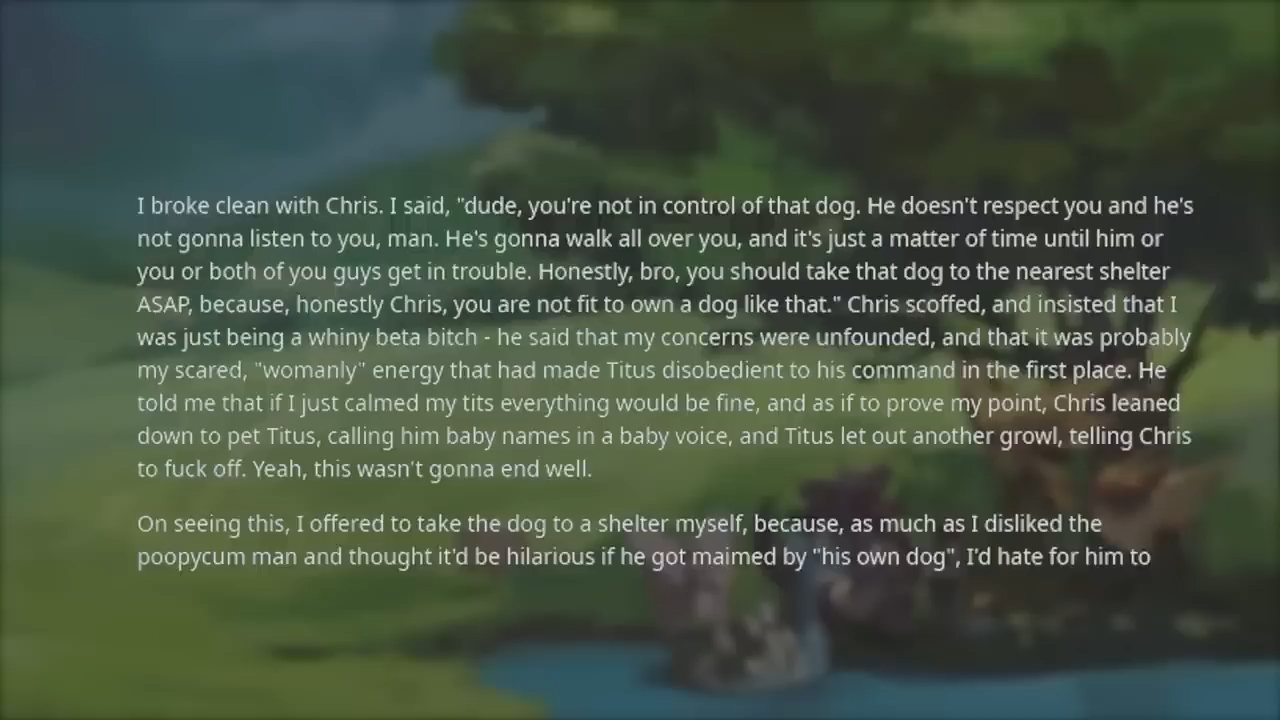 I broke clean with Chris. I said, "dude, you're not in control of that dog. He doesn't respect you and he's
not gonna listen to you, man. He's gonna walk all over you, and it's just a matter of time until him or
you or both of you guys get in trouble. Honestly, bro, you should take that dog to the nearest shelter
ASAP, because, honestly Chris, you are not fit to own a dog like that." Chris scoffed, and insisted that I
was just being a whiny beta bitch - he said that my concerns were unfounded, and that it was probably
my scared, "womanly" energy that had made Titus disobedient to his command in the first place. He
told me that if I just calmed my tits everything would be fine, and as if to prove my point, Chris leaned
down to pet Titus, calling him baby names in a baby voice, and Titus let out another growl, telling Chris
to fuck off. Yeah, this wasn't gonna end well.
On seeing this, I offered to take the dog to a shelter myself, because, as much as I disliked the
poopycum man and thought it'd be hilarious if he got maimed by "his own dog", I'd hate for him to